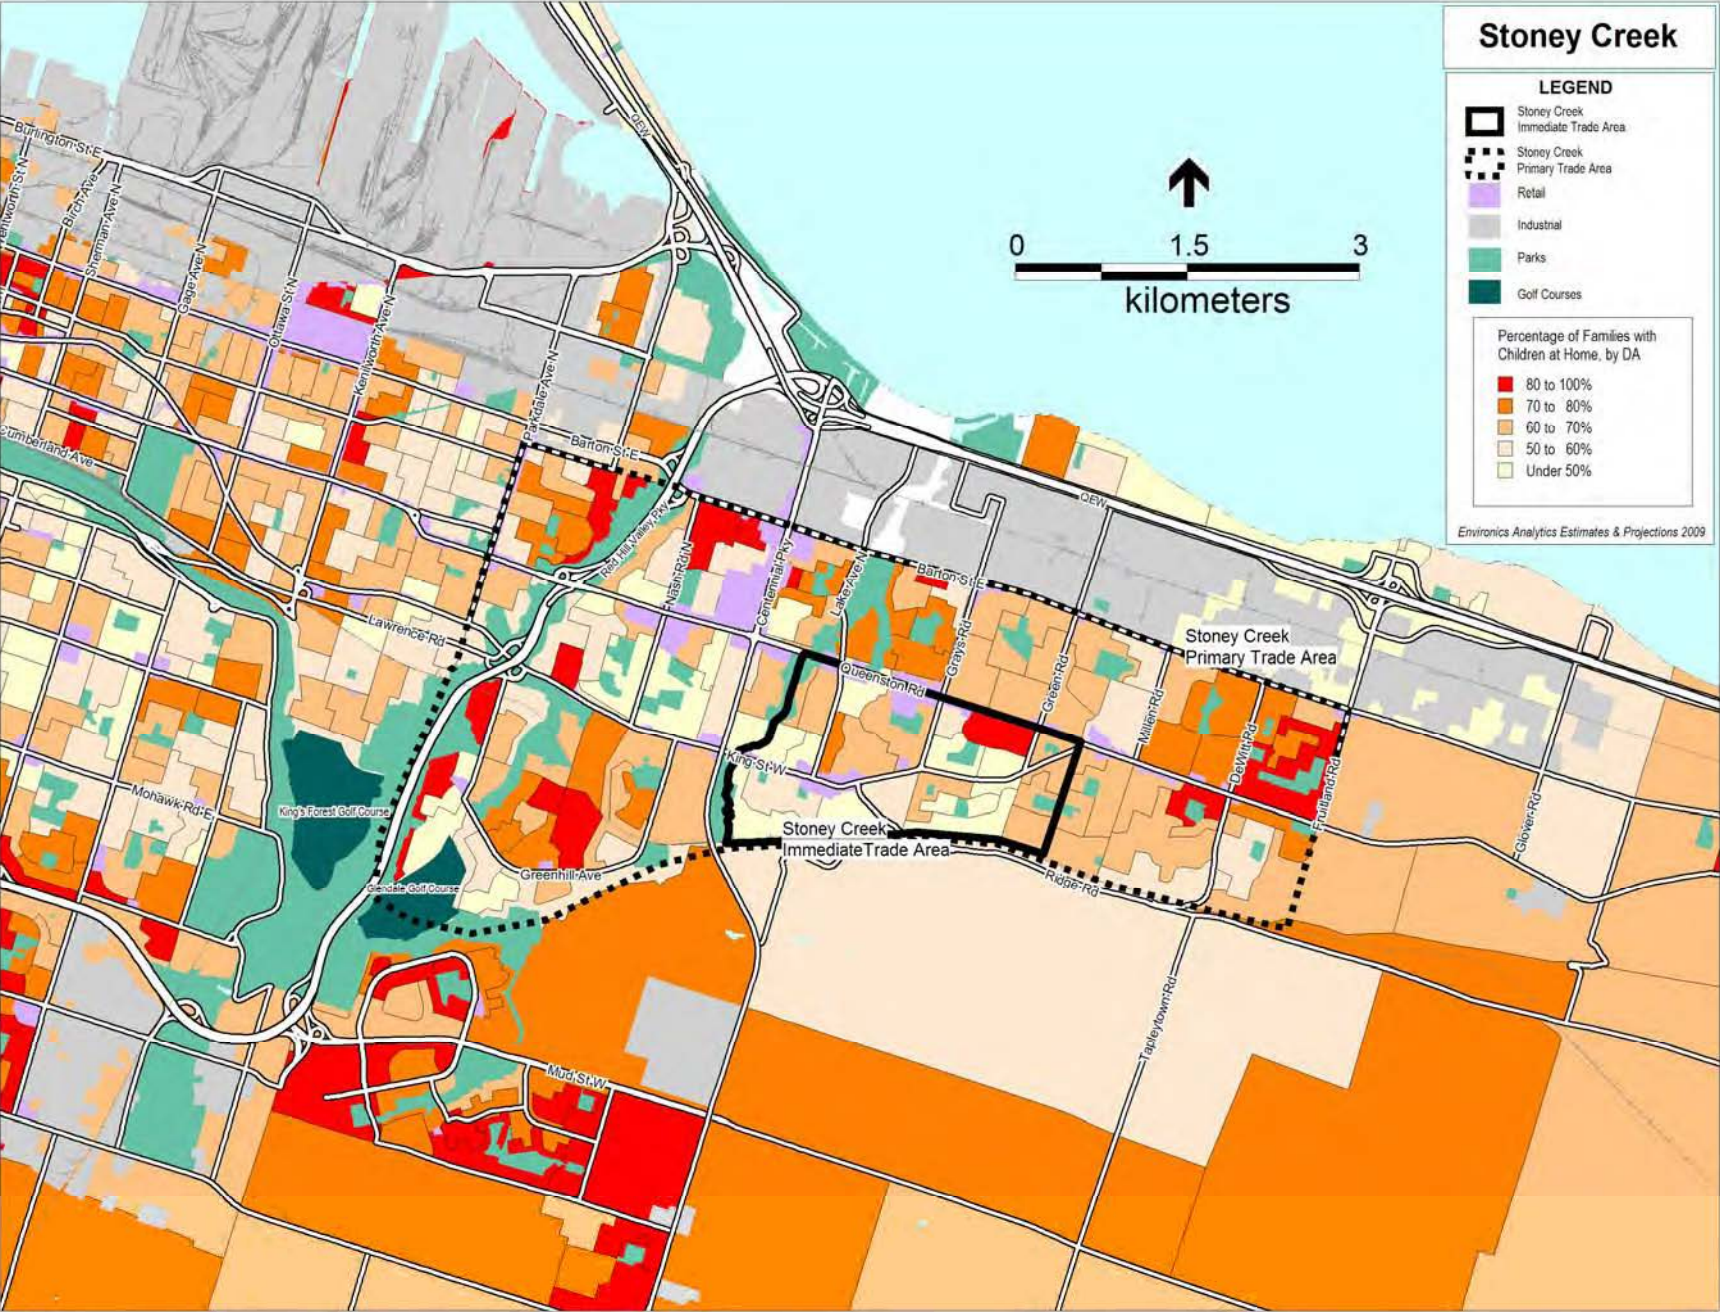 Stoney Creek
LEGEND
Stoney Creek
Immediate Trade Area
Stoney Creek
Primary Trade Area
Retail
Industrial
Parks
Golf Courses
Percentage of Families with
Children at Home, by DA
80 to 100%
70 to 80%
60 to 70%
50 to 60%
Under 50%
Environics Analytics Estimates & Projections 2009
0 1.5 3
kilometers
QEW
Burlington St E
Birch Ave
Sherman Ave N
Gage Ave N
Ottawa St N
Kenilworth Ave N
Parkdale Ave N
Barton St E
Cumberland Ave
Red Hill Valley Pky
Nash Rd N
Centennial Pky
Lake Ave N
Barton St E
QEW
Lawrence Rd
Queenston Rd
Grays Rd
Green Rd
Millen Rd
Stoney Creek
Primary Trade Area
DeWitt Rd
Fruitland Rd
Glover Rd
King St W
Mohawk Rd E
King's Forest Golf Course
Stoney Creek
Immediate Trade Area
Greenhill Ave
Glendale Golf Course
Ridge Rd
Tapleytown Rd
Mud St W